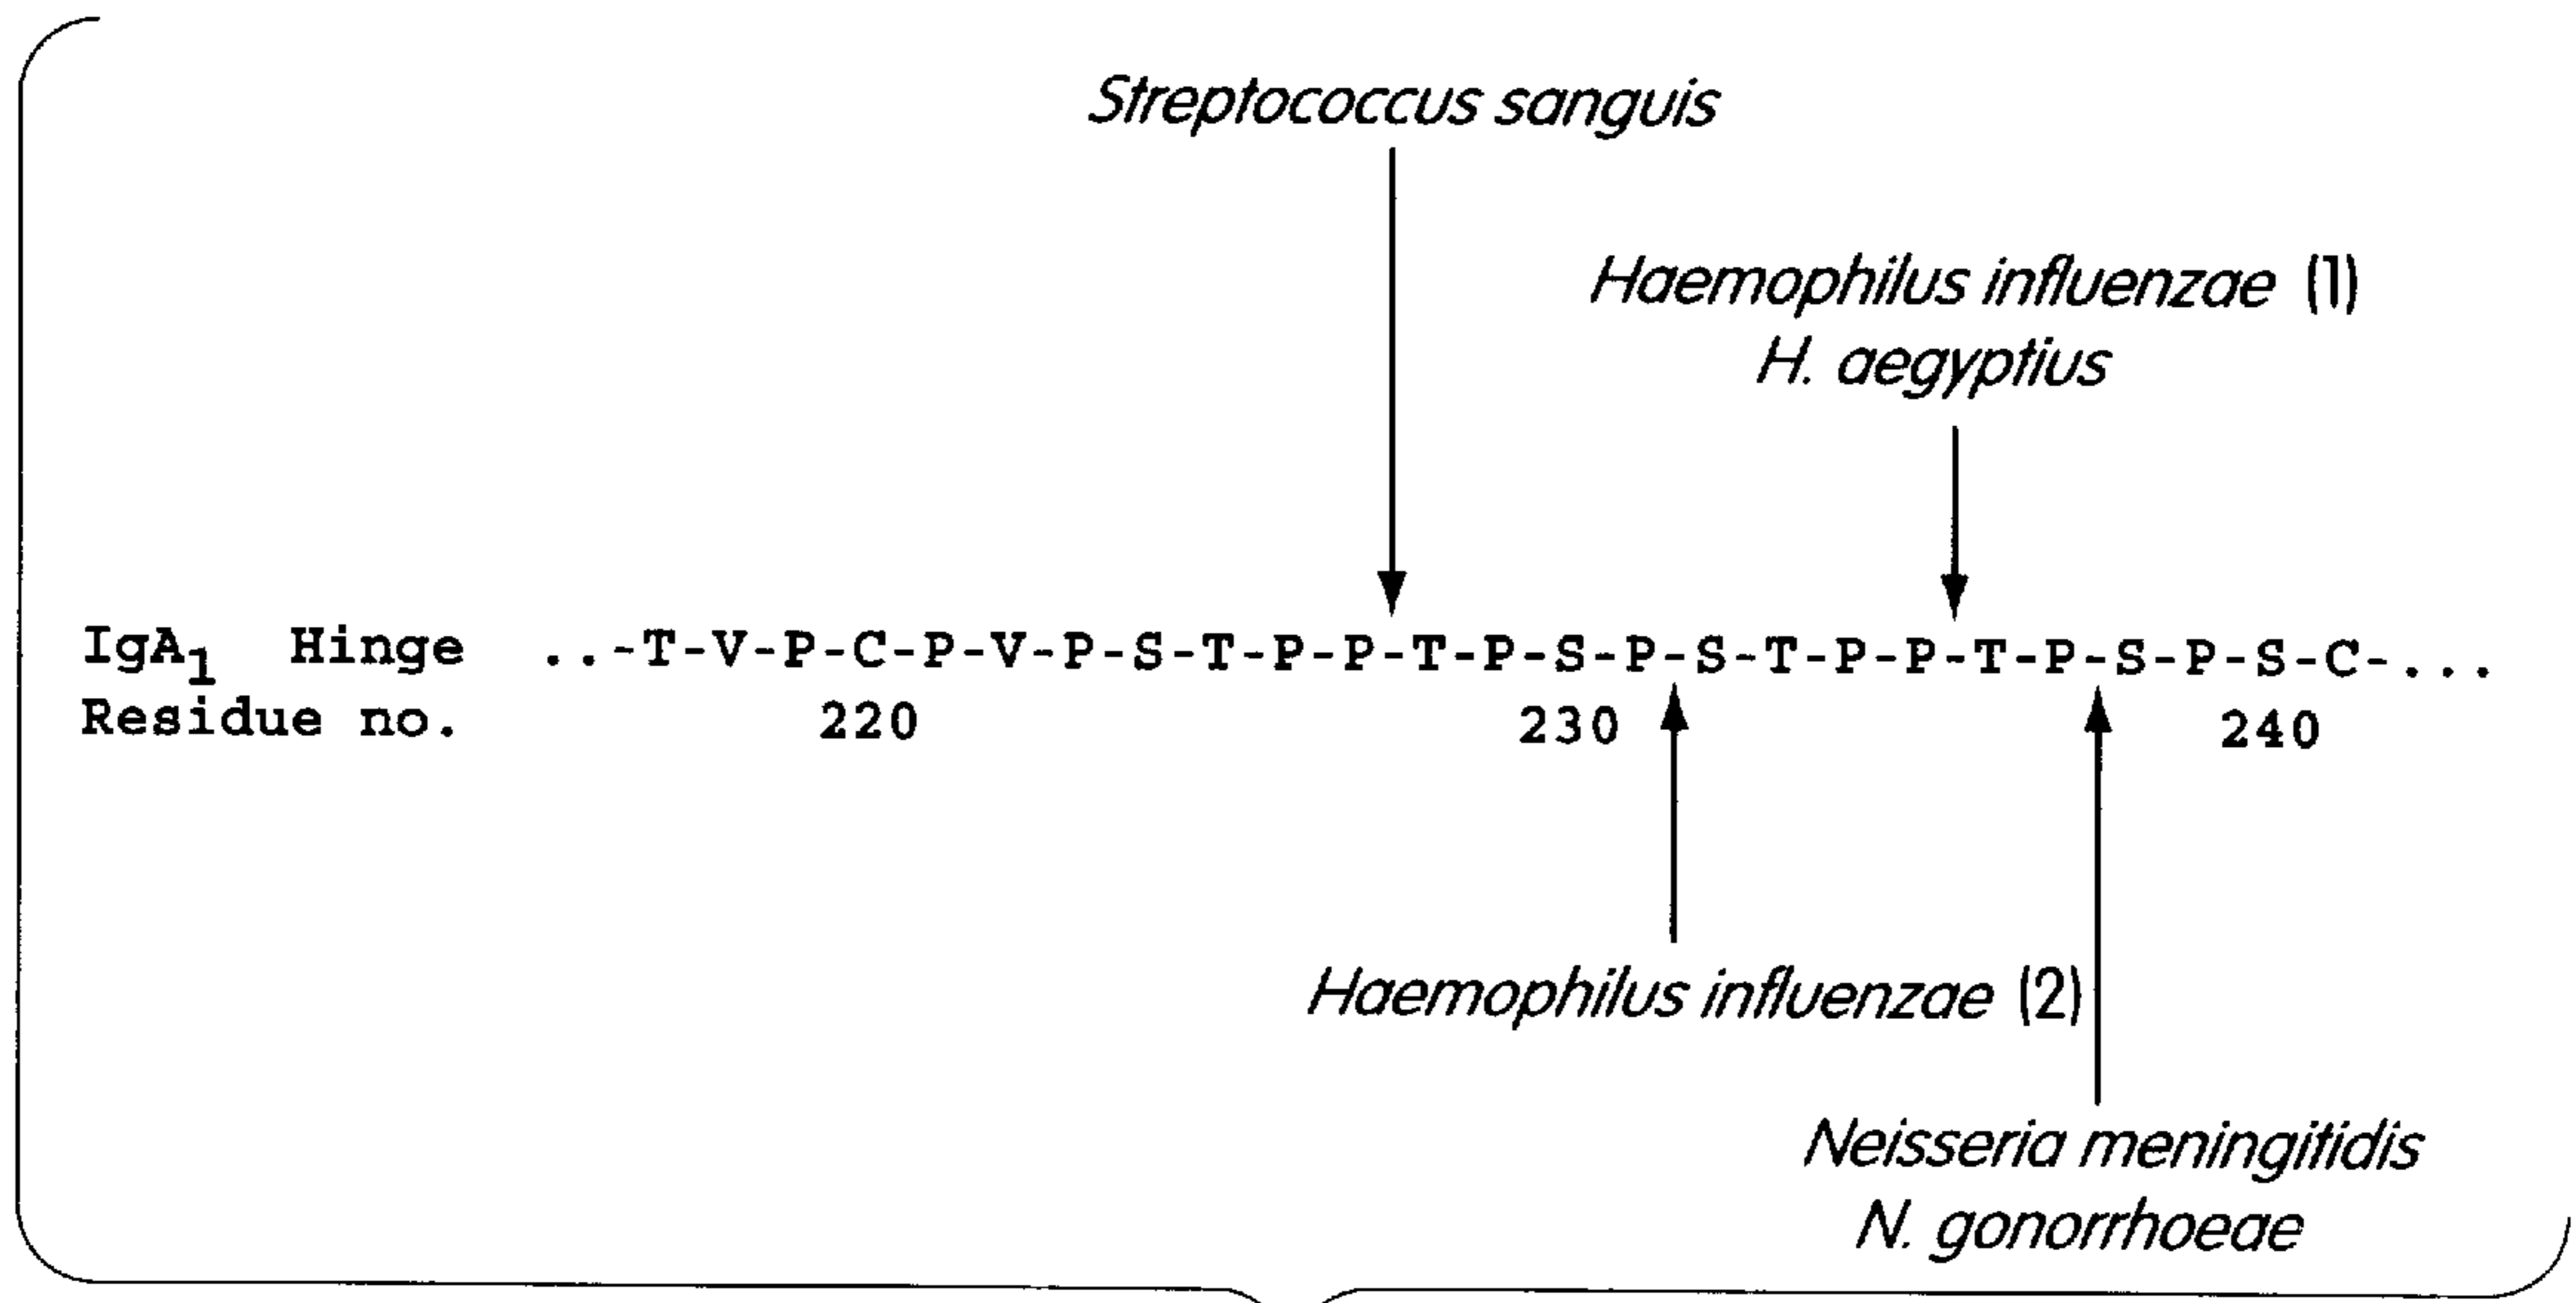 Streptococcus sanguis
Haemophilus influenzae (1)
H. aegyptius
IgA₁ Hinge ..-T-V-P-C-P-V-P-S-T-P-P-T-P-S-P-S-T-P-P-T-P-S-P-S-C-...
Residue no. 220 230 240
Haemophilus influenzae (2)
Neisseria meningitidis
N. gonorrhoeae